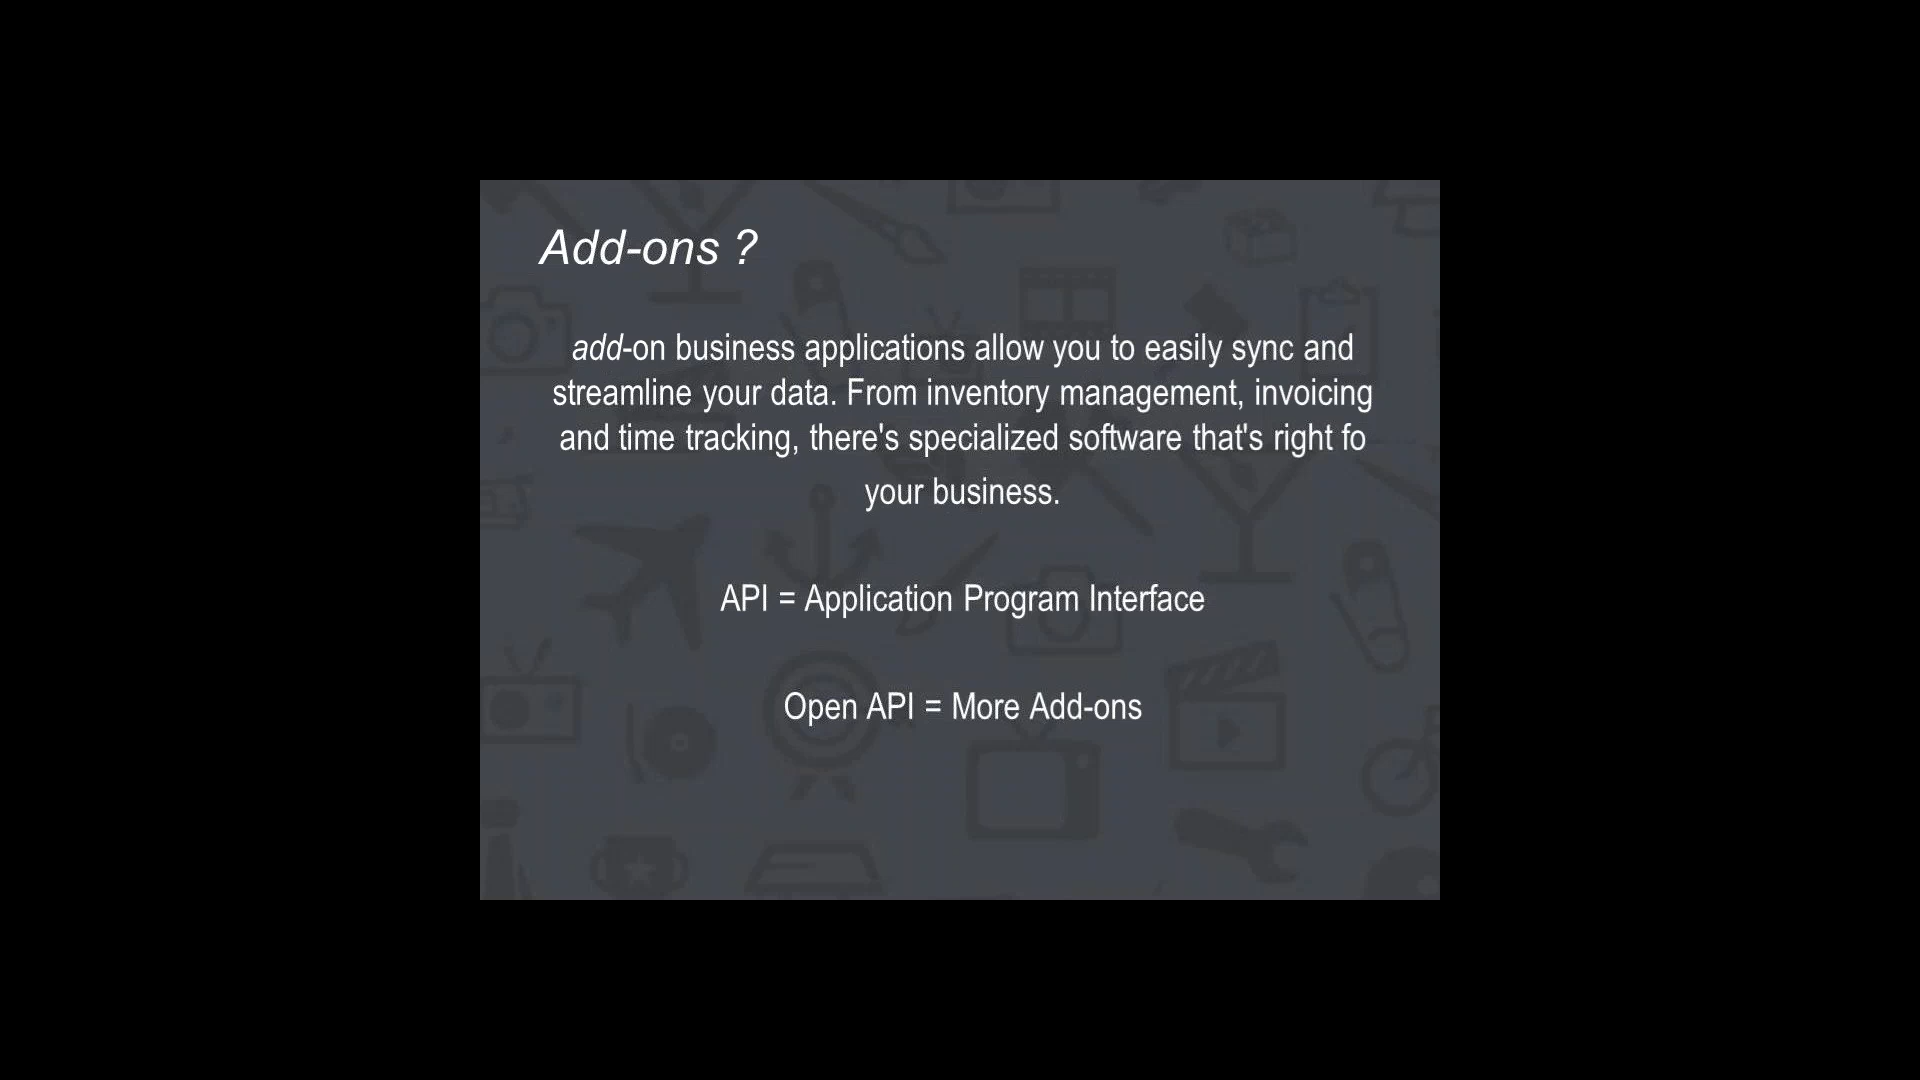 Add-ons ?
add-on business applications allow you to easily sync and
streamline your data. From inventory management, invoicing
and time tracking, there's specialized software that's right fo
your business.
API = Application Program Interface
Open API = More Add-ons